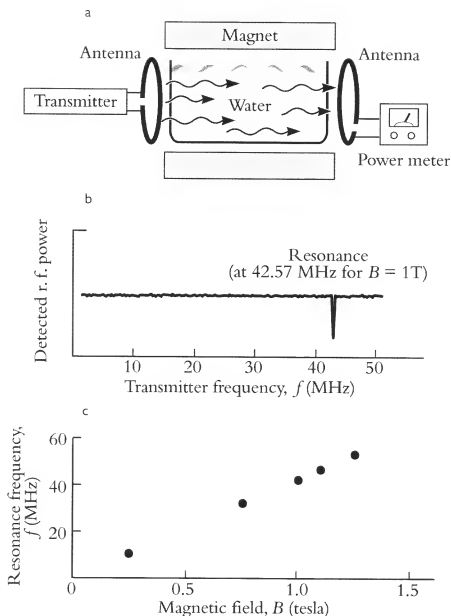 a
Magnet
Antenna
Antenna
Transmitter
Water
Power meter
b
Detected r. f. power
Resonance
(at 42.57 MHz for B = 1T)
10 20 30 40 50
Transmitter frequency, f (MHz)
c
Resonance frequency,
f (MHz)
60
40
20
0 0.5 1.0 1.5
Magnetic field, B (tesla)